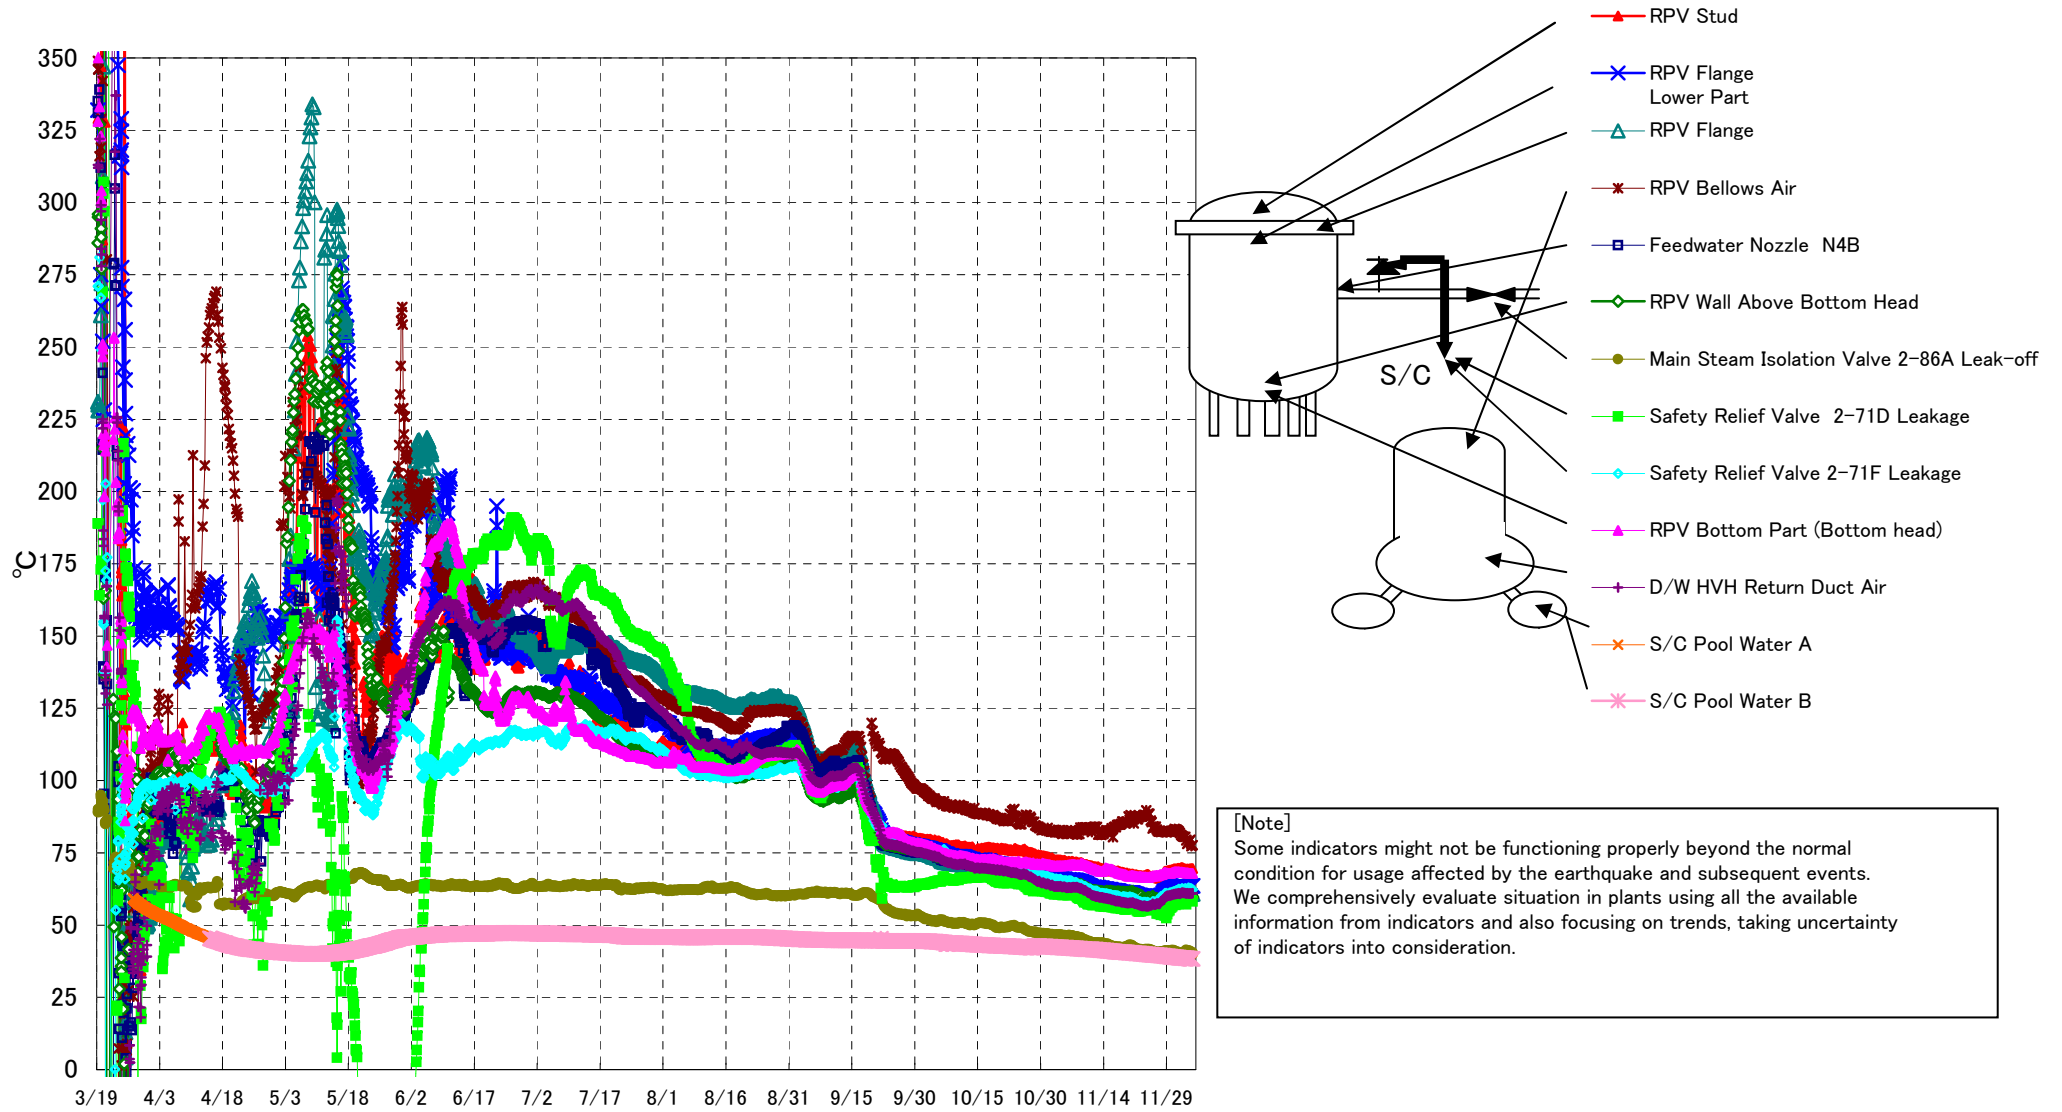 350
325
300
275
250
225
200
175
150
125
100
75
50
25
0
℃
3/19 4/3 4/18 5/3 5/18 6/2 6/17 7/2 7/17 8/1 8/16 8/31 9/15 9/30 10/15 10/30 11/14 11/29
RPV Stud
RPV Flange
Lower Part
RPV Flange
RPV Bellows Air
Feedwater Nozzle N4B
RPV Wall Above Bottom Head
Main Steam Isolation Valve 2-86A Leak-off
Safety Relief Valve 2-71D Leakage
Safety Relief Valve 2-71F Leakage
RPV Bottom Part (Bottom head)
D/W HVH Return Duct Air
S/C Pool Water A
S/C Pool Water B
S/C
[Note]
Some indicators might not be functioning properly beyond the normal
condition for usage affected by the earthquake and subsequent events.
We comprehensively evaluate situation in plants using all the available
information from indicators and also focusing on trends, taking uncertainty
of indicators into consideration.